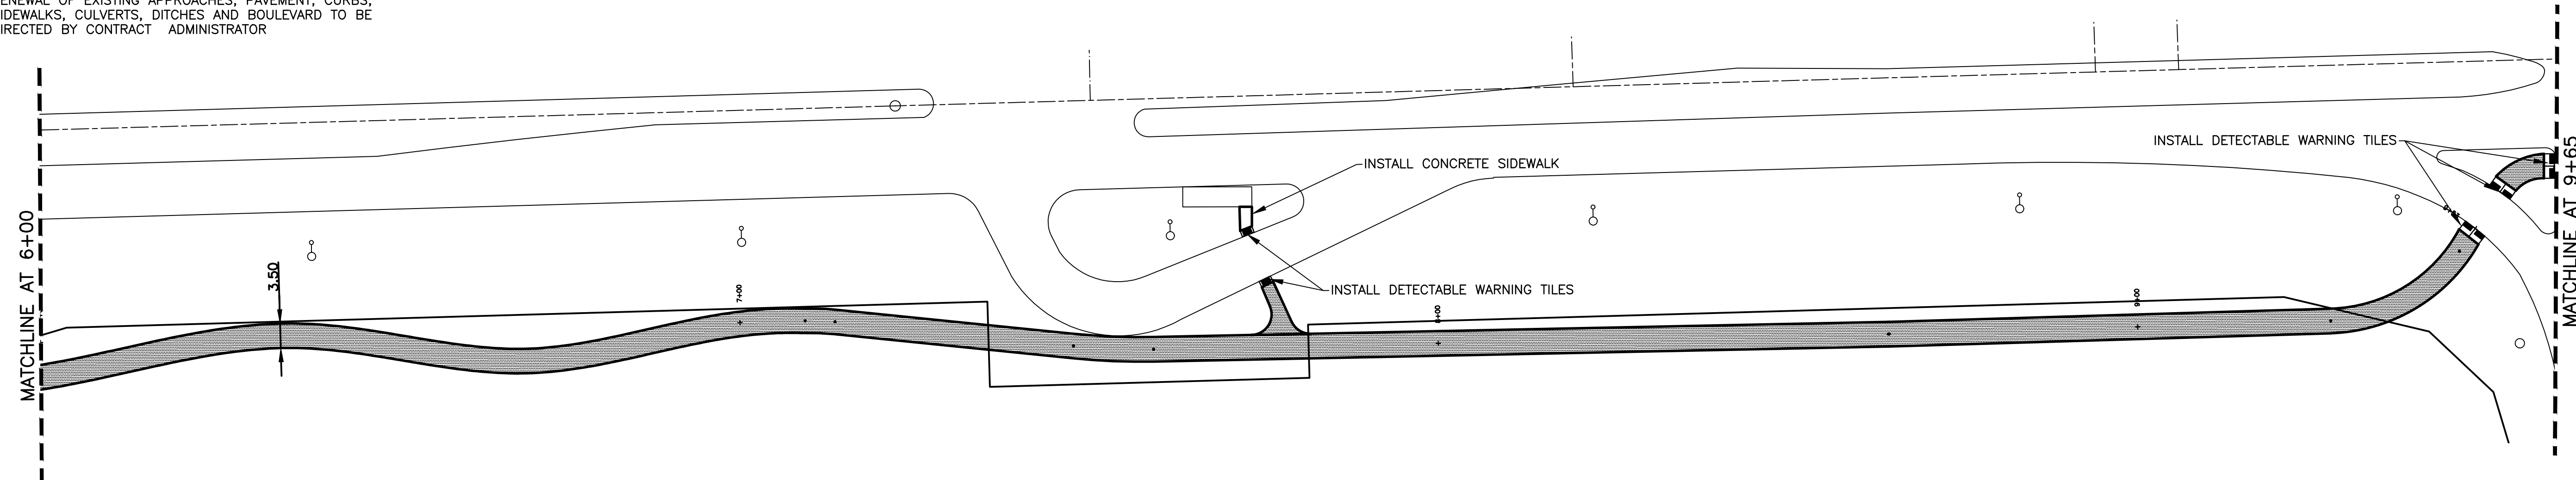 ENEWAL OF EXISTING APPROACHES, PAVEMENT, CURBS,
IDEWALKS, CULVERTS, DITCHES AND BOULEVARD TO BE
IRECTED BY CONTRACT ADMINISTRATOR
MATCHLINE AT 6+00
3.50
7+00
INSTALL CONCRETE SIDEWALK
INSTALL DETECTABLE WARNING TILES
8+00
9+00
INSTALL DETECTABLE WARNING TILES
MATCHLINE AT 9+65